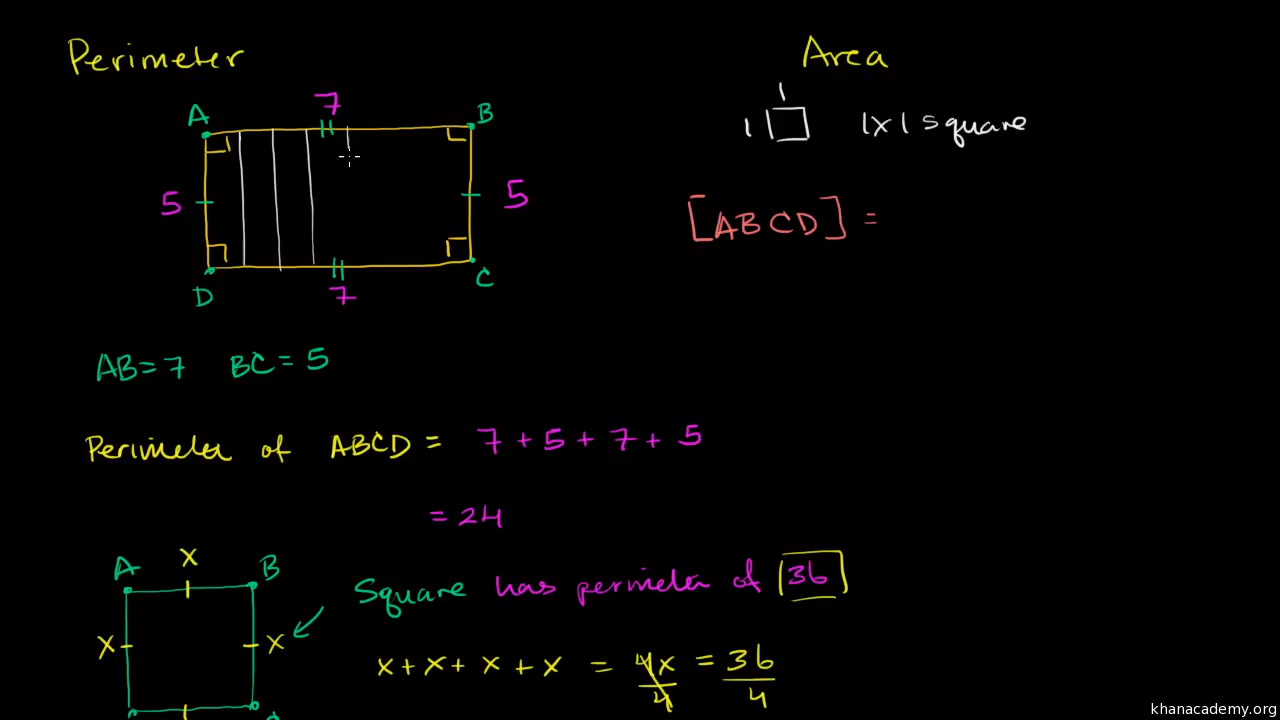 Perimeter
Area
7
A
B
1
1
1x1 square
5
5
[ABCD] =
D
7
C
AB=7 BC=5
Perimeter of ABCD = 7 + 5 + 7 + 5
= 24
x
A
B
Square has perimeter of 36
x
x
x + x + x + x = 4x/4 = 36/4
khanacademy.org